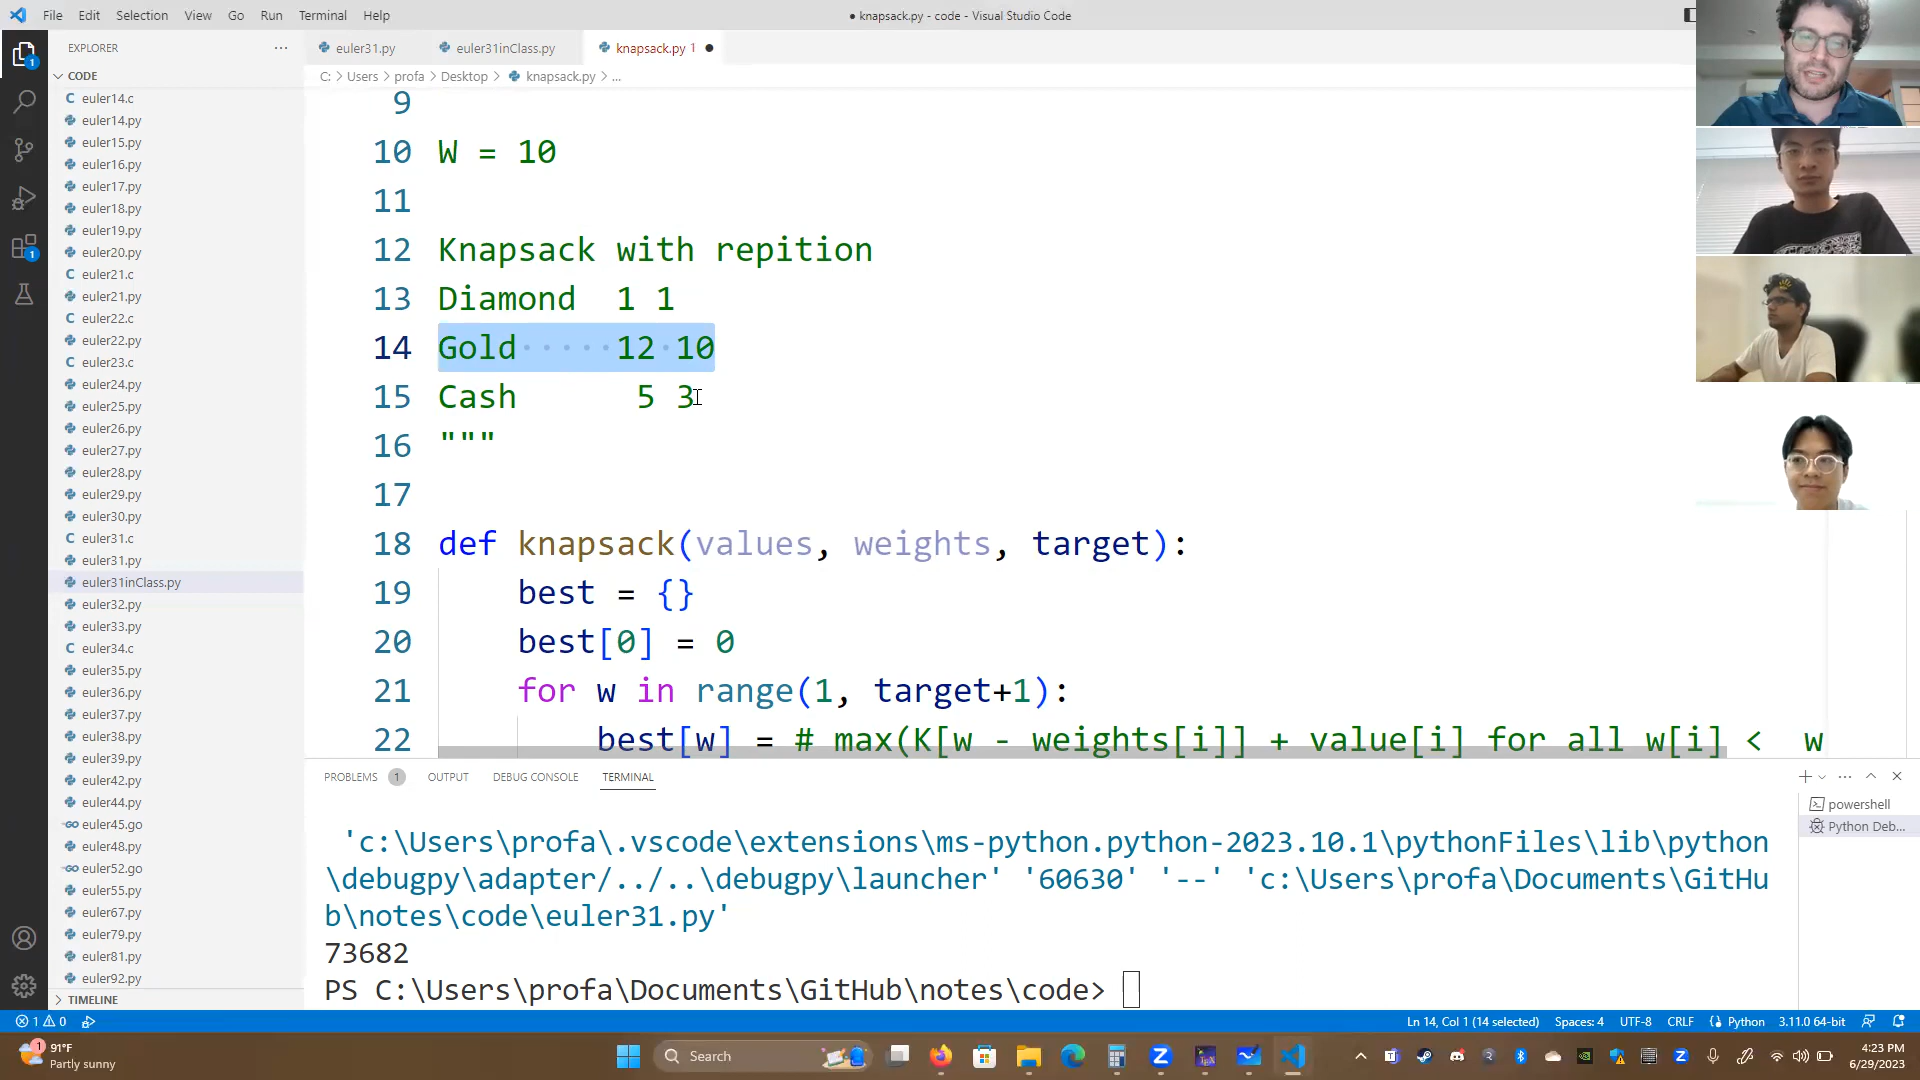 File Edit Selection View Go Run Terminal Help
● knapsack.py - code - Visual Studio Code
EXPLORER
euler31.py
euler31inClass.py
knapsack.py 1
CODE
C: > Users > profa > Desktop > knapsack.py > ...
euler14.c
euler14.py
euler15.py
euler16.py
euler17.py
euler18.py
euler19.py
euler20.py
euler21.c
euler21.py
euler22.c
euler22.py
euler23.c
euler24.py
euler25.py
euler26.py
euler27.py
euler28.py
euler29.py
euler30.py
euler31.c
euler31.py
euler31inClass.py
euler32.py
euler33.py
euler34.c
euler35.py
euler36.py
euler37.py
euler38.py
euler39.py
euler42.py
euler44.py
euler45.go
euler48.py
euler52.go
euler55.py
euler67.py
euler79.py
euler81.py
euler92.py
TIMELINE
9
10 W = 10
11
12 Knapsack with repition
13 Diamond 1 1
14 Gold·····12·10
15 Cash 5 3
16 """
17
18 def knapsack(values, weights, target):
19 best = {}
20 best[0] = 0
21 for w in range(1, target+1):
22 best[w] = # max(K[w - weights[i]] + value[i] for all w[i] < w
PROBLEMS 1 OUTPUT DEBUG CONSOLE TERMINAL
powershell
Python Deb...
'c:\Users\profa\.vscode\extensions\ms-python.python-2023.10.1\pythonFiles\lib\python
\debugpy\adapter/../..\debugpy\launcher' '60630' '--' 'c:\Users\profa\Documents\GitHu
b\notes\code\euler31.py'
73682
PS C:\Users\profa\Documents\GitHub\notes\code>
1 0
Ln 14, Col 1 (14 selected) Spaces: 4 UTF-8 CRLF Python 3.11.0 64-bit
1
91°F
Partly sunny
Search
4:23 PM
6/29/2023